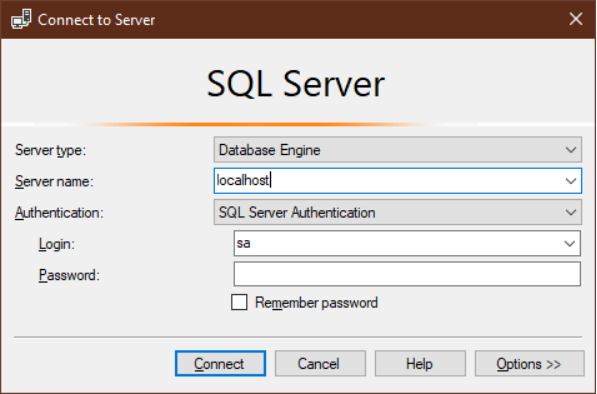 Connect to Server
SQL Server
Server type: Database Engine
Server name: localhost
Authentication: SQL Server Authentication
Login: sa
Password:
Remember password
Connect Cancel Help Options >>